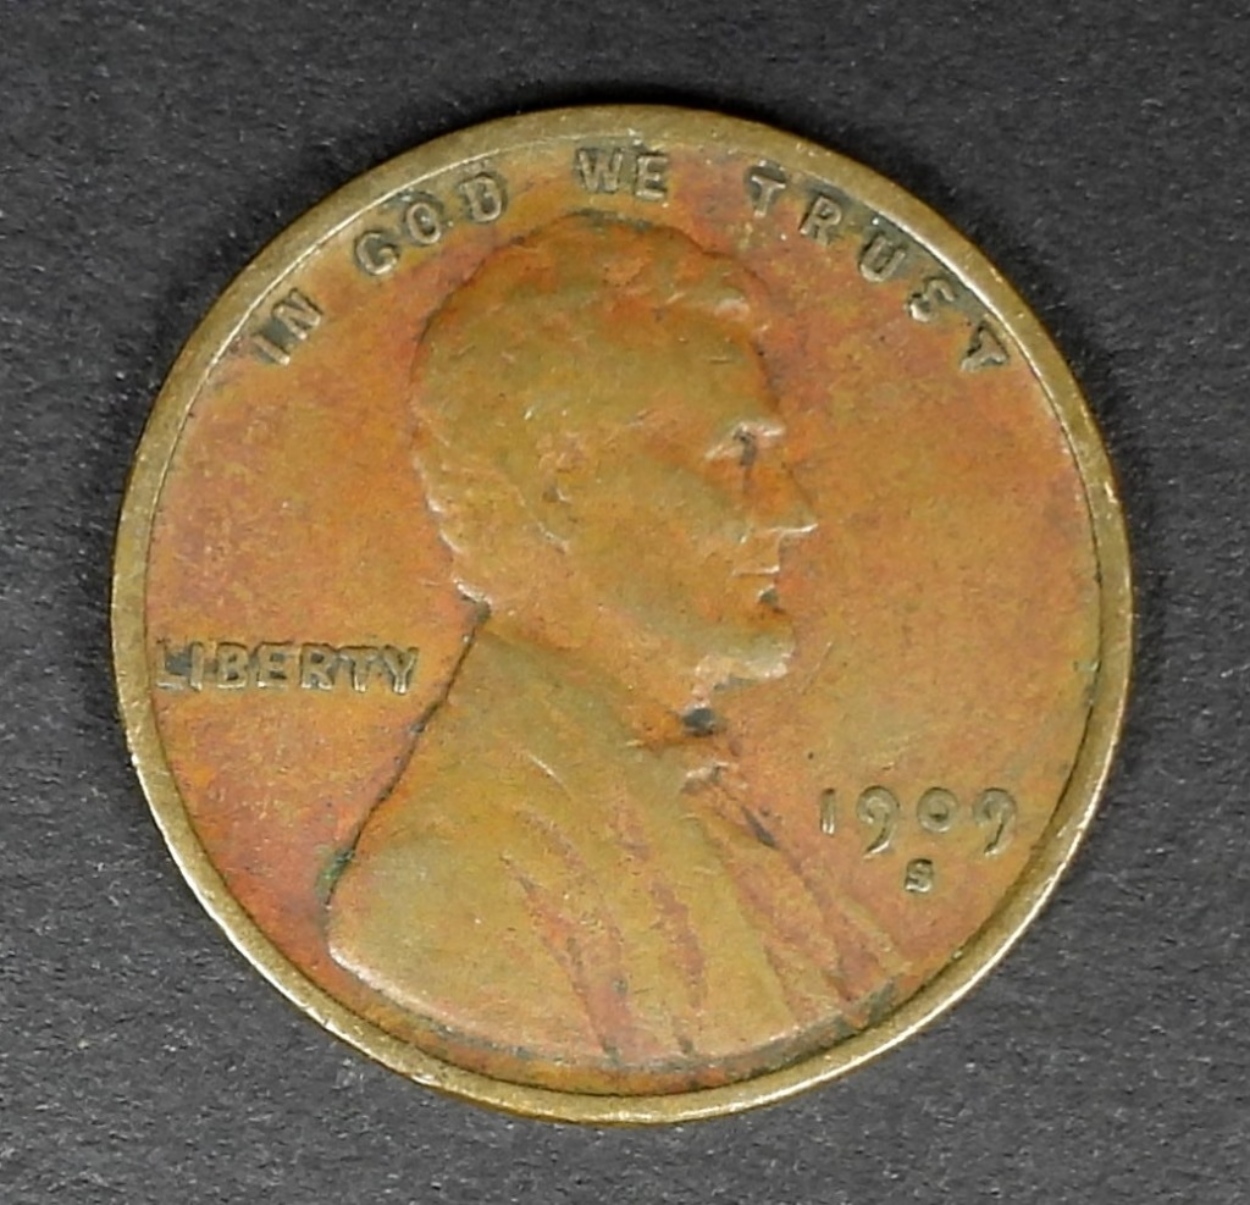 IN GOD WE TRUST
LIBERTY
1909
S